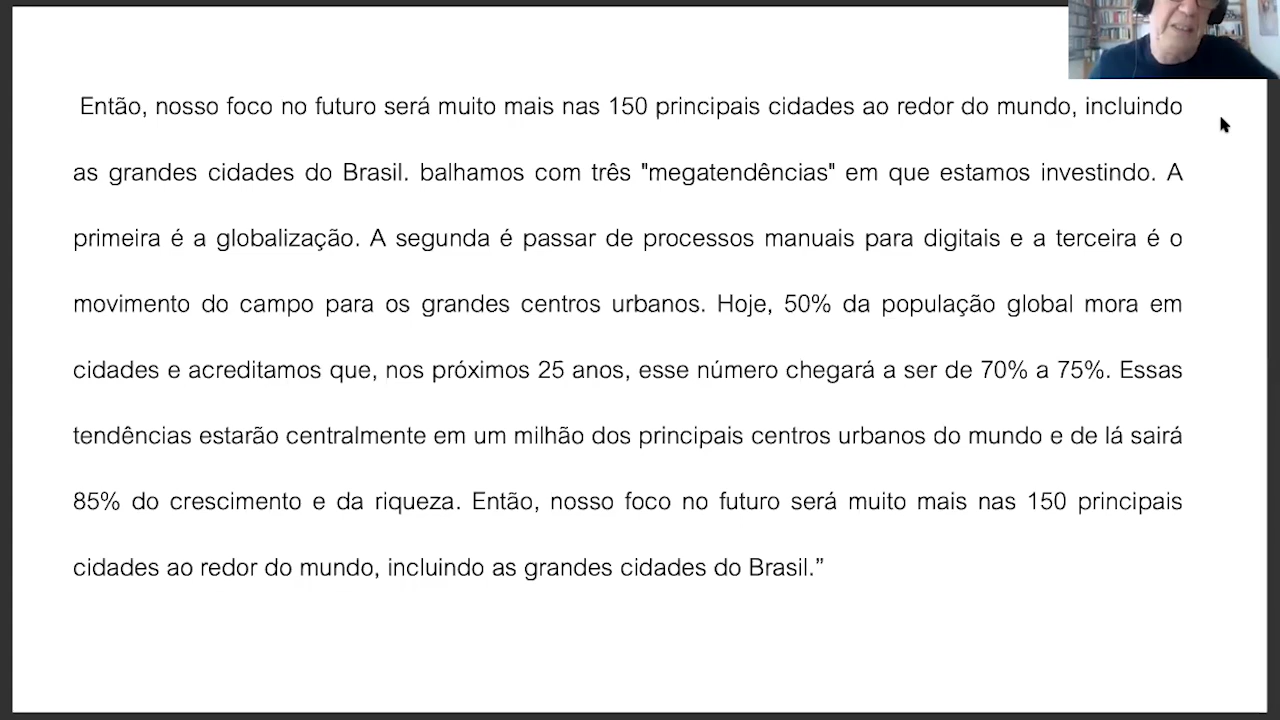 Então, nosso foco no futuro será muito mais nas 150 principais cidades ao redor do mundo, incluindo
as grandes cidades do Brasil. balhamos com três "megatendências" em que estamos investindo. A
primeira é a globalização. A segunda é passar de processos manuais para digitais e a terceira é o
movimento do campo para os grandes centros urbanos. Hoje, 50% da população global mora em
cidades e acreditamos que, nos próximos 25 anos, esse número chegará a ser de 70% a 75%. Essas
tendências estarão centralmente em um milhão dos principais centros urbanos do mundo e de lá sairá
85% do crescimento e da riqueza. Então, nosso foco no futuro será muito mais nas 150 principais
cidades ao redor do mundo, incluindo as grandes cidades do Brasil.”